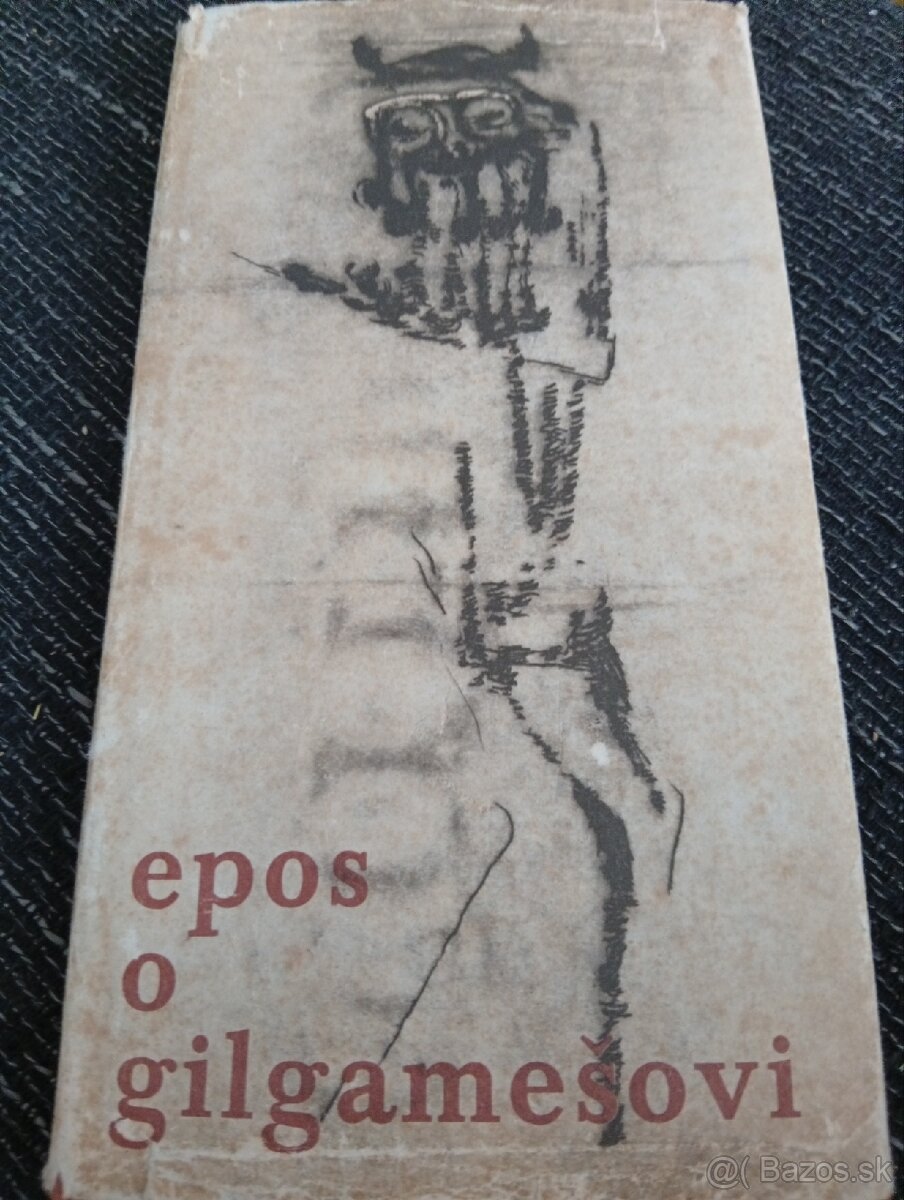 epos
o
gilgamešovi
@( Bazos.sk